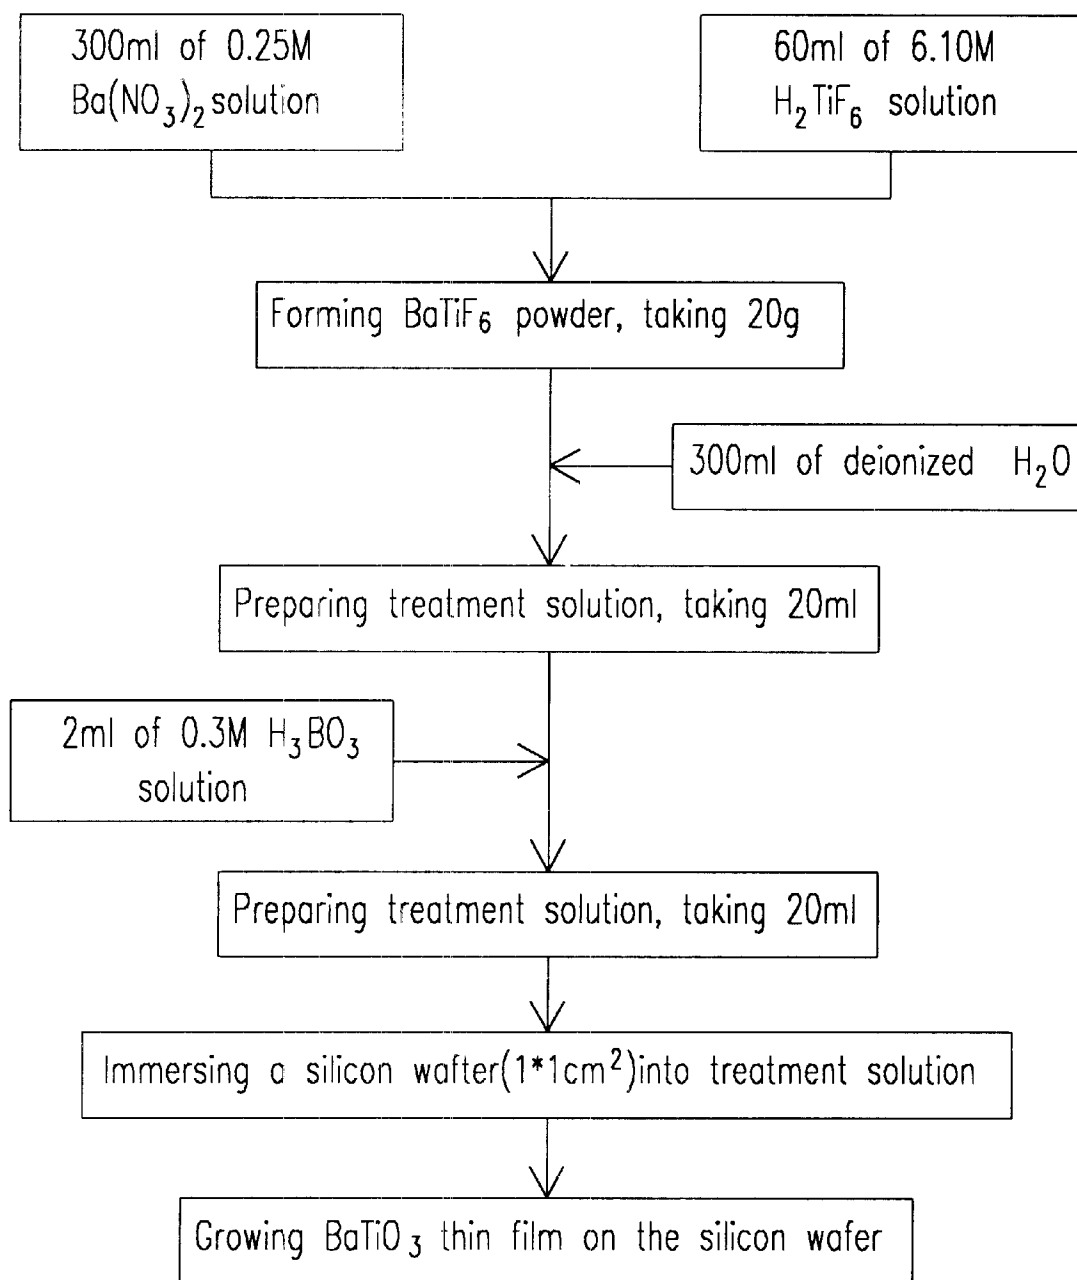 300ml of 0.25M
Ba(NO₃)₂ solution
60ml of 6.10M
H₂TiF₆ solution
Forming BaTiF₆ powder, taking 20g
300ml of deionized H₂O
Preparing treatment solution, taking 20ml
2ml of 0.3M H₃BO₃
solution
Preparing treatment solution, taking 20ml
Immersing a silicon wafter(1*1cm²)into treatment solution
Growing BaTiO₃ thin film on the silicon wafer